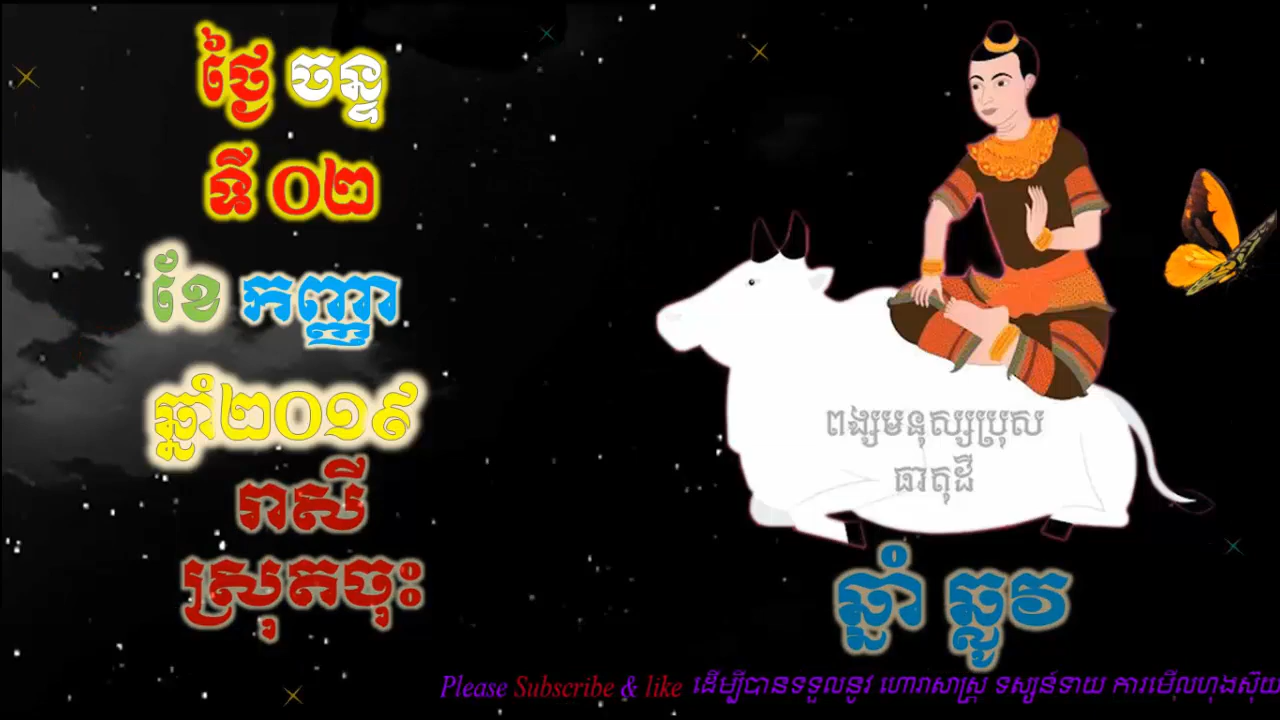 ថ្ងៃ ចន្ទ
ទី ០២
ខែ កញ្ញា
ឆ្នាំ២០១៩
រាសី
ស្រុតចុះ
ពង្សមនុស្សប្រុស
ធាតុដី
ឆ្នាំ ឆ្លូវ
Please Subscribe & like ដើម្បីបានទទួលនូវ ហោរាសាស្ត្រ ទស្សន៍ទាយ ការមើលហុងស៊ុយ